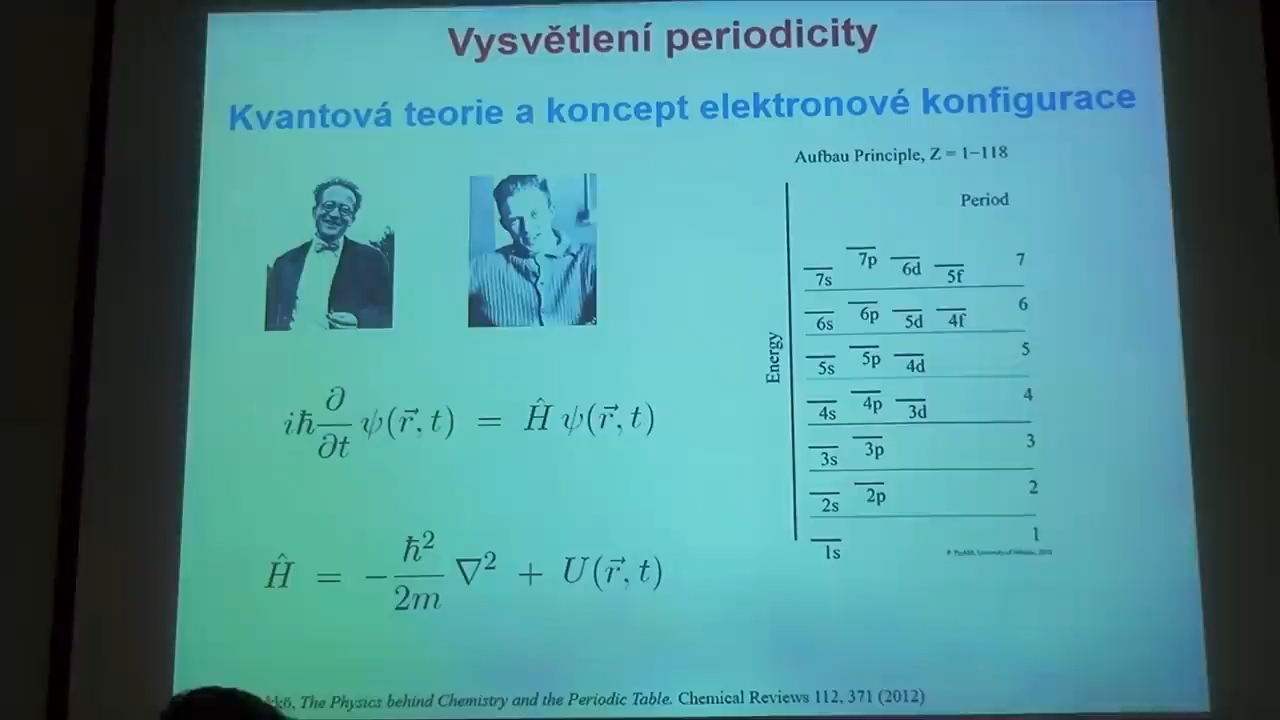 Vysvětlení periodicity
Kvantová teorie a koncept elektronové konfigurace
Aufbau Principle, Z = 1–118
Period
Energy
7s 7p 6d 5f 7
6s 6p 5d 4f 6
5s 5p 4d 5
4s 4p 3d 4
3s 3p 3
2s 2p 2
1s 1
iħ ∂/∂t ψ(r⃗, t) = Ĥ ψ(r⃗, t)
Ĥ = − ħ²/2m ∇² + U(r⃗, t)
The Physics behind Chemistry and the Periodic Table. Chemical Reviews 112, 371 (2012)